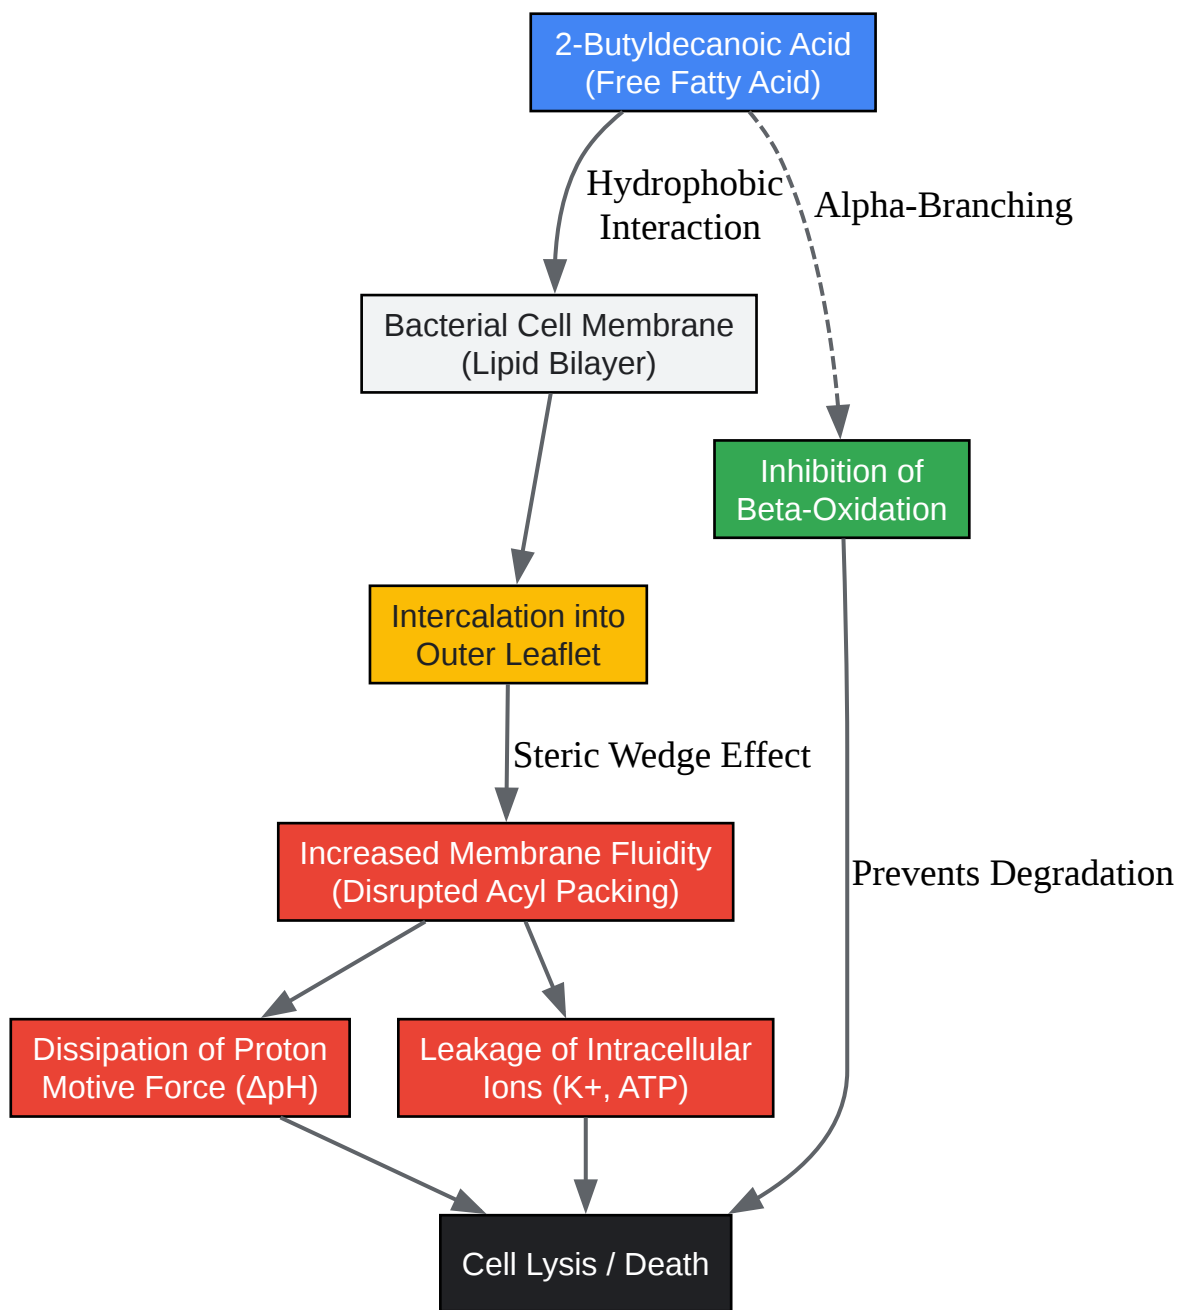 2-Butyldecanoic Acid
(Free Fatty Acid)
Hydrophobic
Interaction
Alpha-Branching
Bacterial Cell Membrane
(Lipid Bilayer)
Inhibition of
Beta-Oxidation
Intercalation into
Outer Leaflet
Steric Wedge Effect
Increased Membrane Fluidity
(Disrupted Acyl Packing)
Prevents Degradation
Dissipation of Proton
Motive Force (ΔpH)
Leakage of Intracellular
Ions (K+, ATP)
Cell Lysis / Death